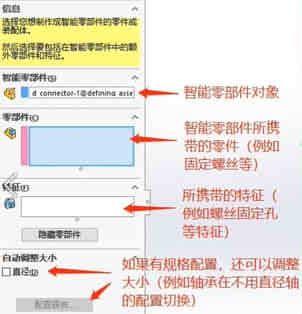 信息
选择您想制作成智能零部件的零件或装配体。
然后选择要包括在智能零部件中的额外零部件和特征。
智能零部件(S)
d connector-1@defining asse
智能零部件对象
零部件(C)
智能零部件所携
带的零件（例如
固定螺丝等）
特征(F)
所携带的特征（
例如螺丝固定孔
等特征）
隐藏零部件
自动调整大小
直径(D)
如果有规格配置，还可以调整
大小（例如轴承在不用直径轴
的配置切换）